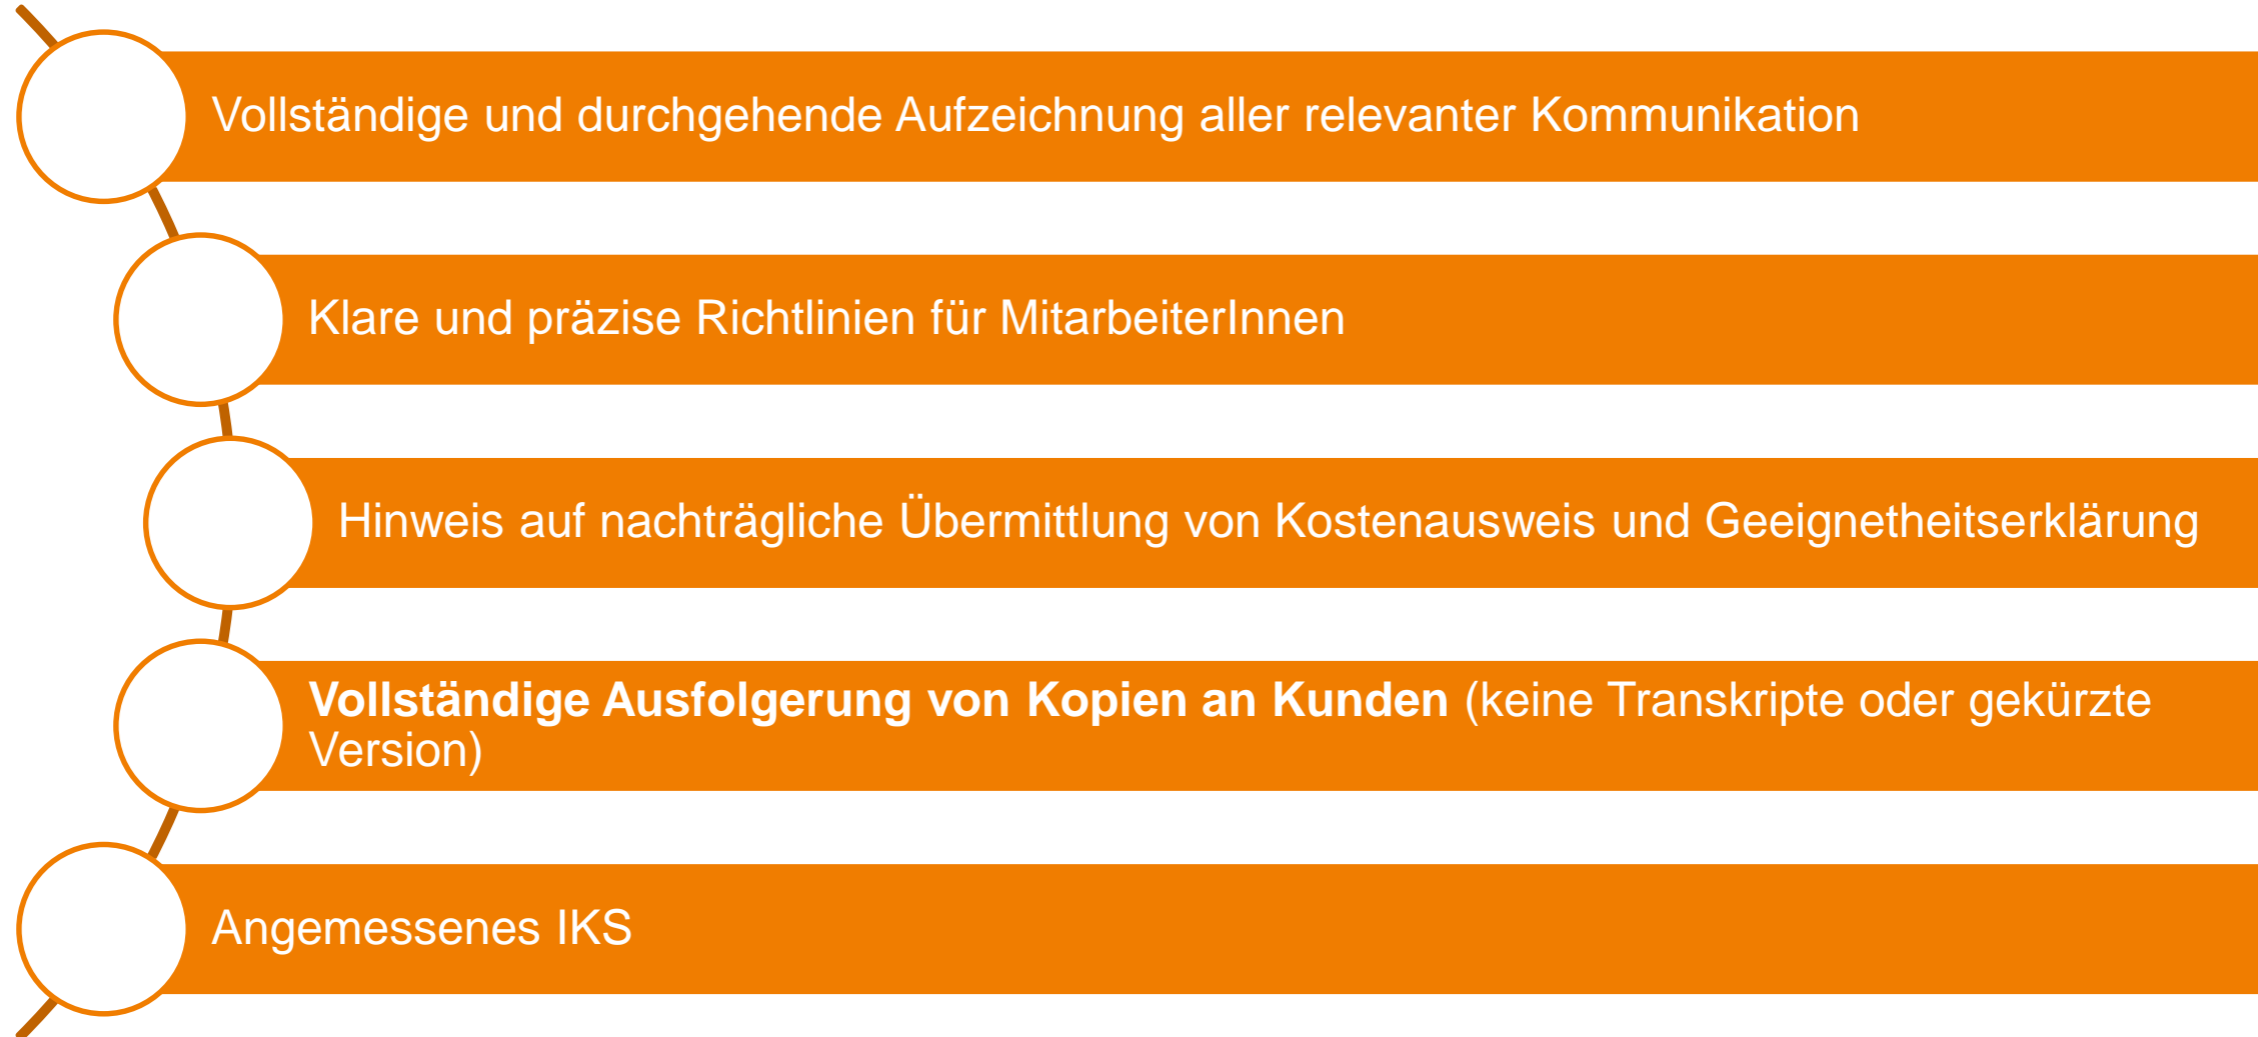 Vollständige und durchgehende Aufzeichnung aller relevanter Kommunikation
Klare und präzise Richtlinien für MitarbeiterInnen
Hinweis auf nachträgliche Übermittlung von Kostenausweis und Geeignetheitserklärung
Vollständige Ausfolgerung von Kopien an Kunden (keine Transkripte oder gekürzte
Version)
Angemessenes IKS